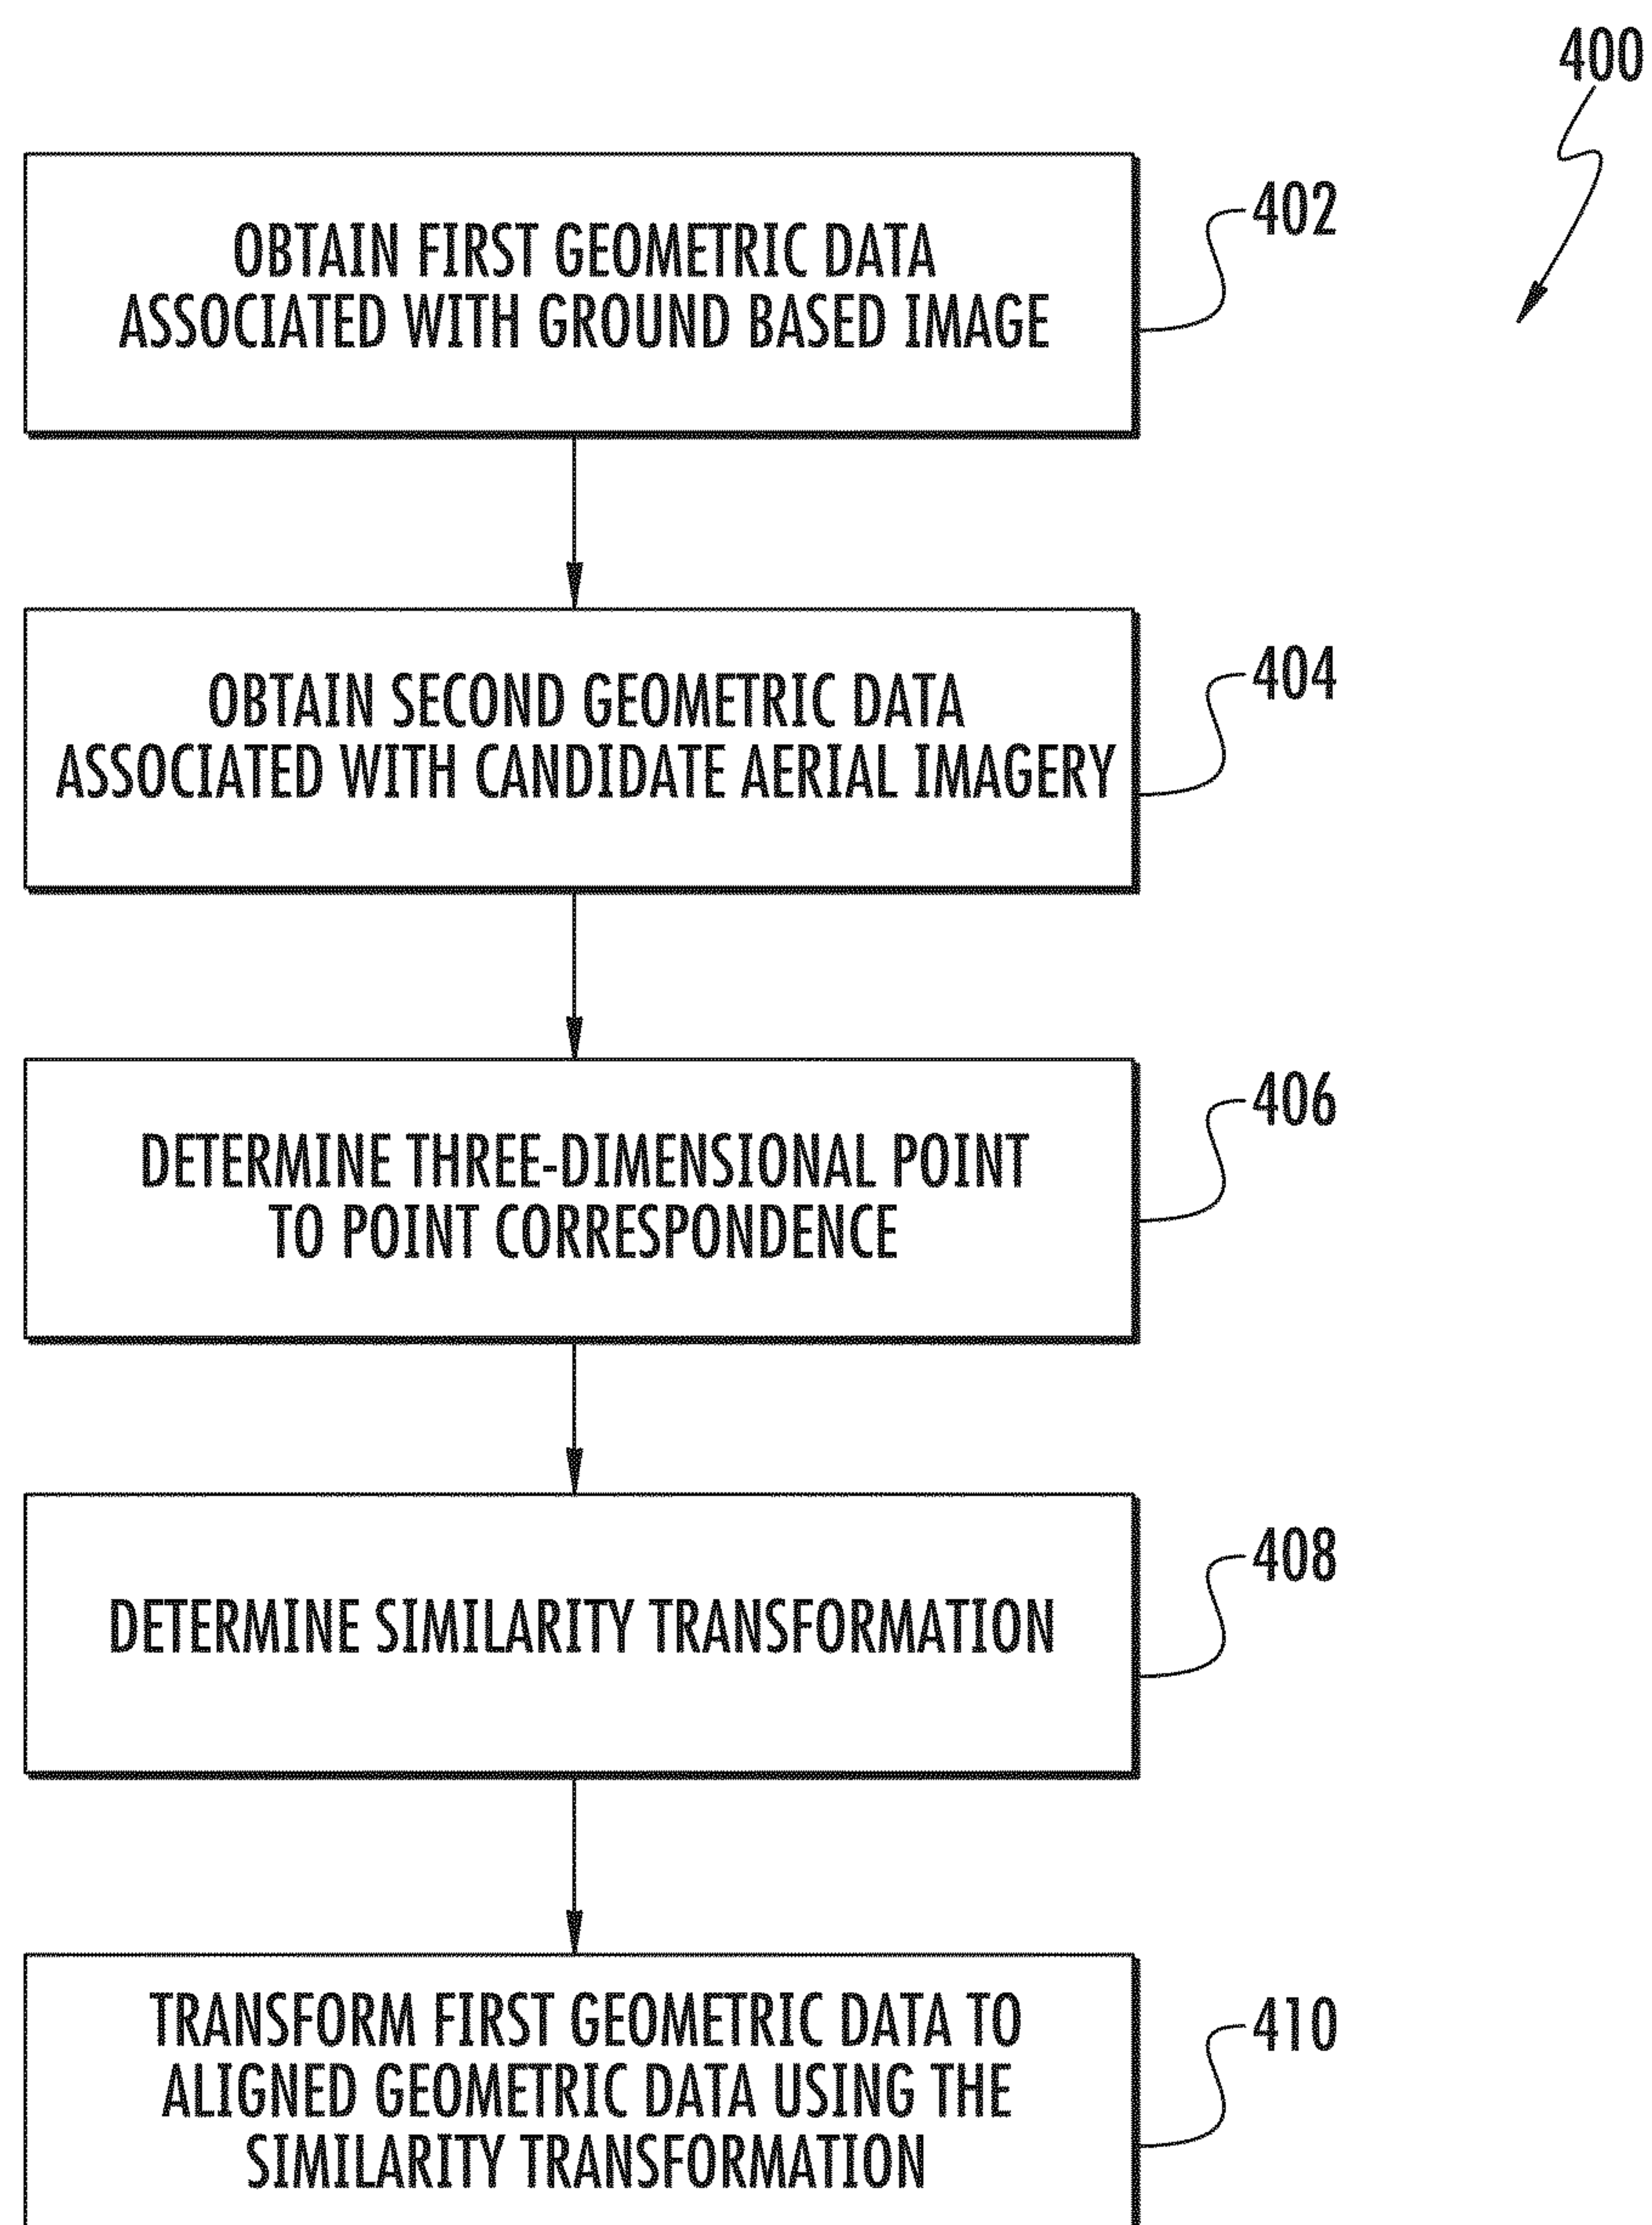 400
OBTAIN FIRST GEOMETRIC DATA
ASSOCIATED WITH GROUND BASED IMAGE
402
OBTAIN SECOND GEOMETRIC DATA
ASSOCIATED WITH CANDIDATE AERIAL IMAGERY
404
DETERMINE THREE-DIMENSIONAL POINT
TO POINT CORRESPONDENCE
406
DETERMINE SIMILARITY TRANSFORMATION
408
TRANSFORM FIRST GEOMETRIC DATA TO
ALIGNED GEOMETRIC DATA USING THE
SIMILARITY TRANSFORMATION
410